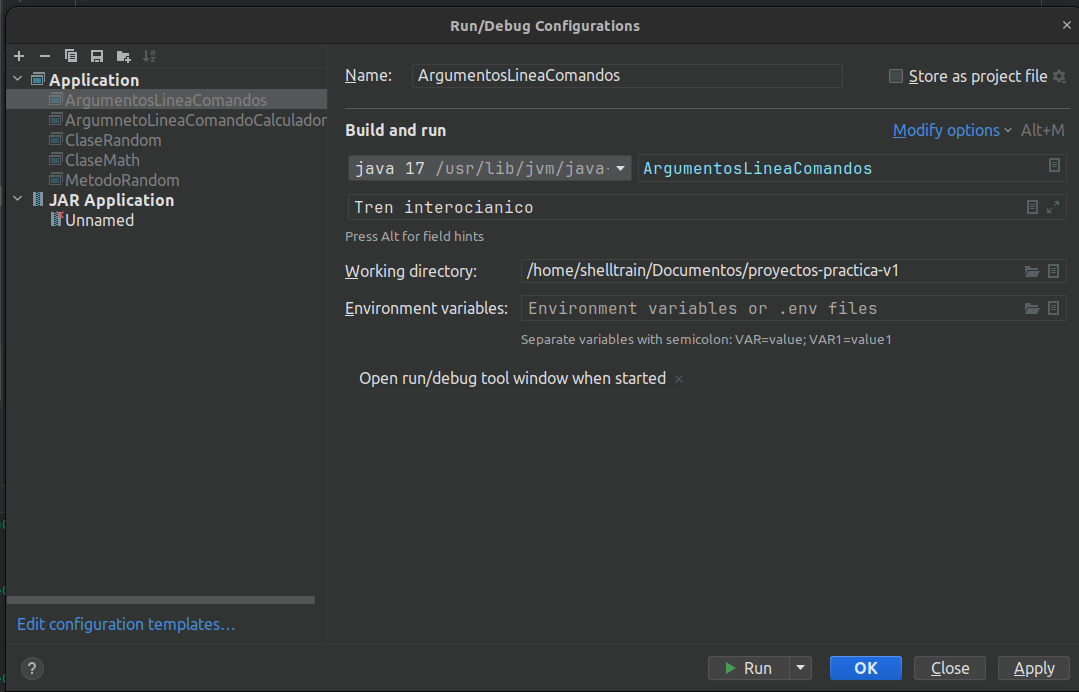 Run/Debug Configurations
Application
ArgumentosLineaComandos
ArgumnetoLineaComandoCalculador
ClaseRandom
ClaseMath
MetodoRandom
JAR Application
Unnamed
Edit configuration templates...
Name: ArgumentosLineaComandos Store as project file
Build and run Modify options Alt+M
java 17 /usr/lib/jvm/java- ArgumentosLineaComandos
Tren interocianico
Press Alt for field hints
Working directory: /home/shelltrain/Documentos/proyectos-practica-v1
Environment variables: Environment variables or .env files
Separate variables with semicolon: VAR=value; VAR1=value1
Open run/debug tool window when started ×
? Run OK Close Apply